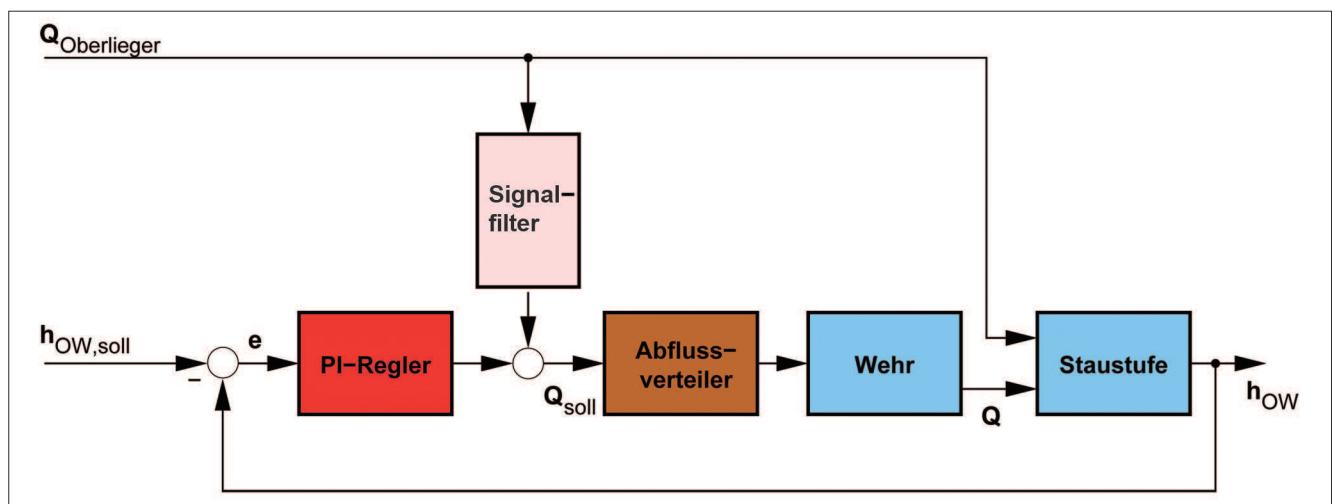 Q_Oberlieger
Signal–
filter
h_OW,soll
–
e
PI–Regler
Q_soll
Abfluss–
verteiler
Wehr
Q
Staustufe
h_OW